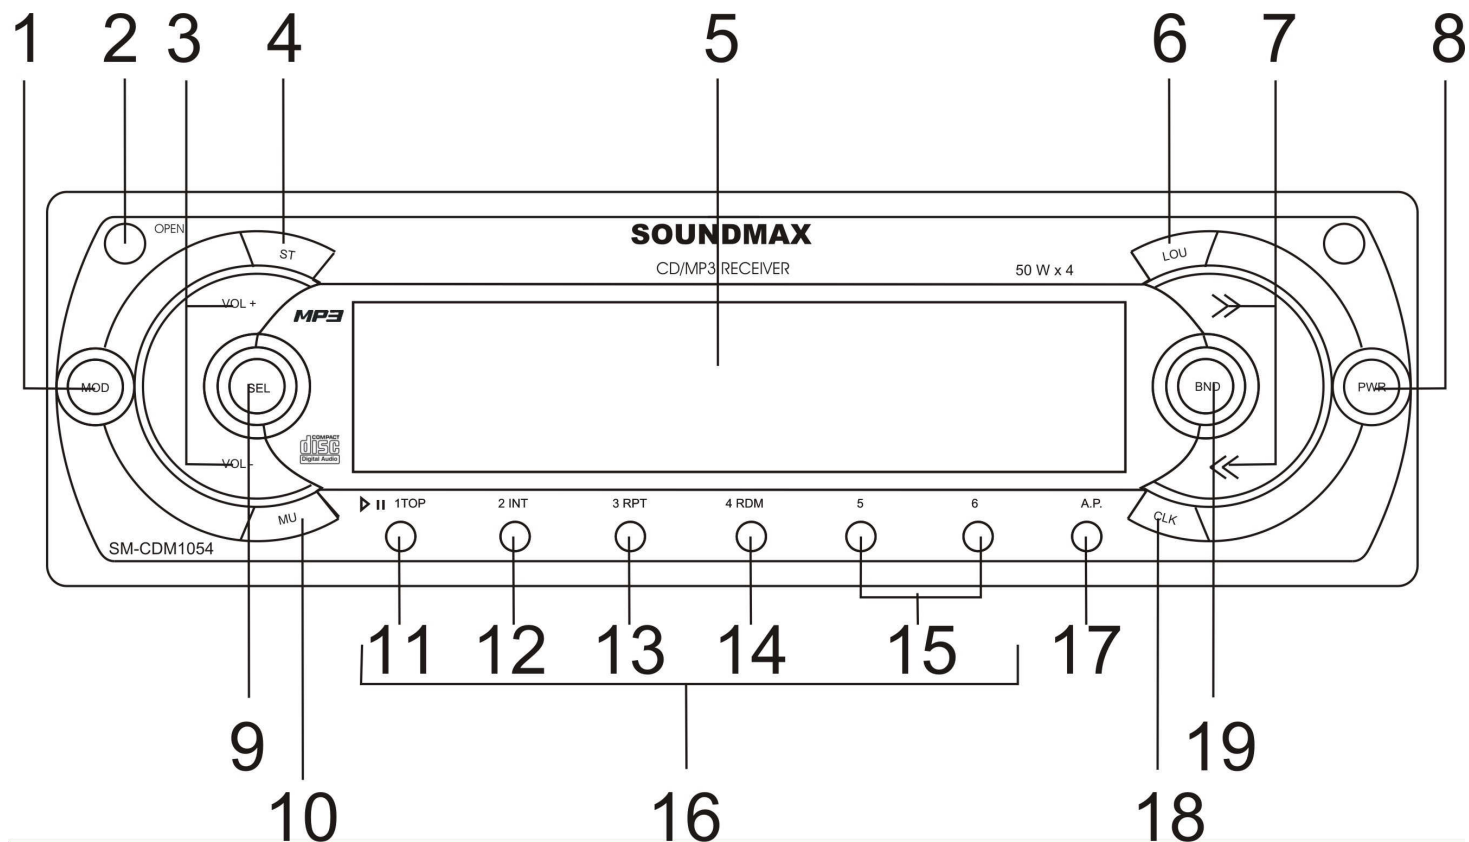 1 2 3 4 5 6 7 8
OPEN
ST
SOUNDMAX
LOU
CD/MP3 RECEIVER
50 W x 4
VOL +
MP3
MOD
SEL
BND
PWR
COMPACT
disc
Digital Audio
VOL -
MU
1TOP
2 INT
3 RPT
4 RDM
5
6
A.P.
CLK
SM-CDM1054
11 12 13 14 15 17
9
19
10
16
18